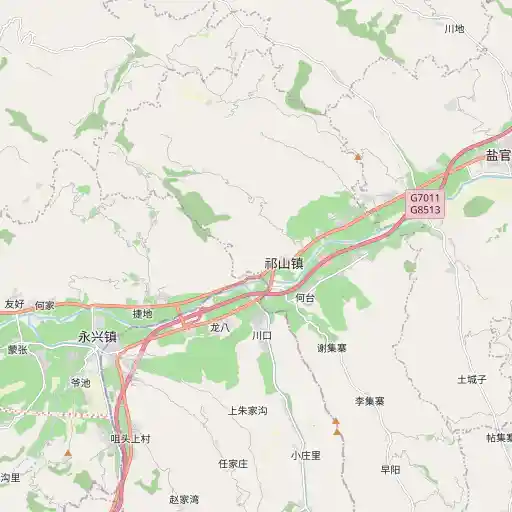 川地
盐官
G7011
G8513
祁山镇
何台
友好
何家
捷地
龙八
川口
永兴镇
蒙张
谢集寨
爷池
土城子
李集寨
上朱家沟
咀头上村
帖集寨
小庄里
任家庄
早阳
沟里
赵家湾